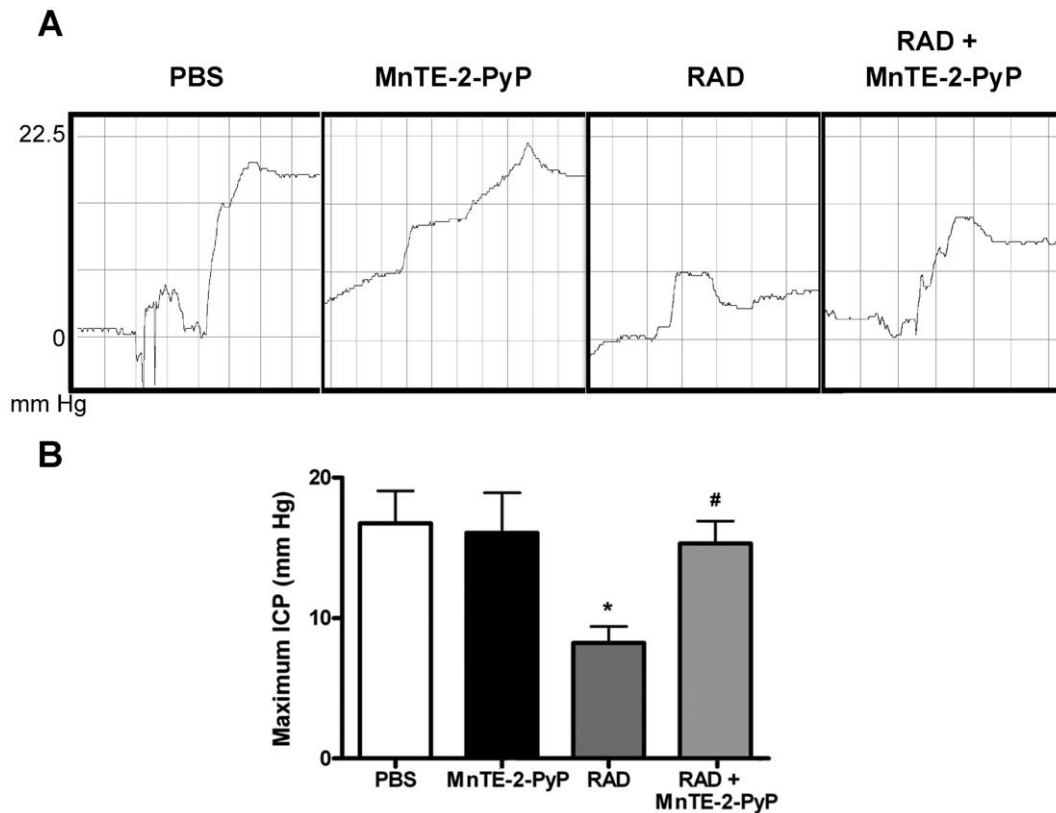 A
PBS MnTE-2-PyP RAD RAD +
MnTE-2-PyP
22.5
0
mm Hg
B
Maximum ICP (mm Hg)
20
10
0
*
#
PBS MnTE-2-PyP RAD RAD +
MnTE-2-PyP